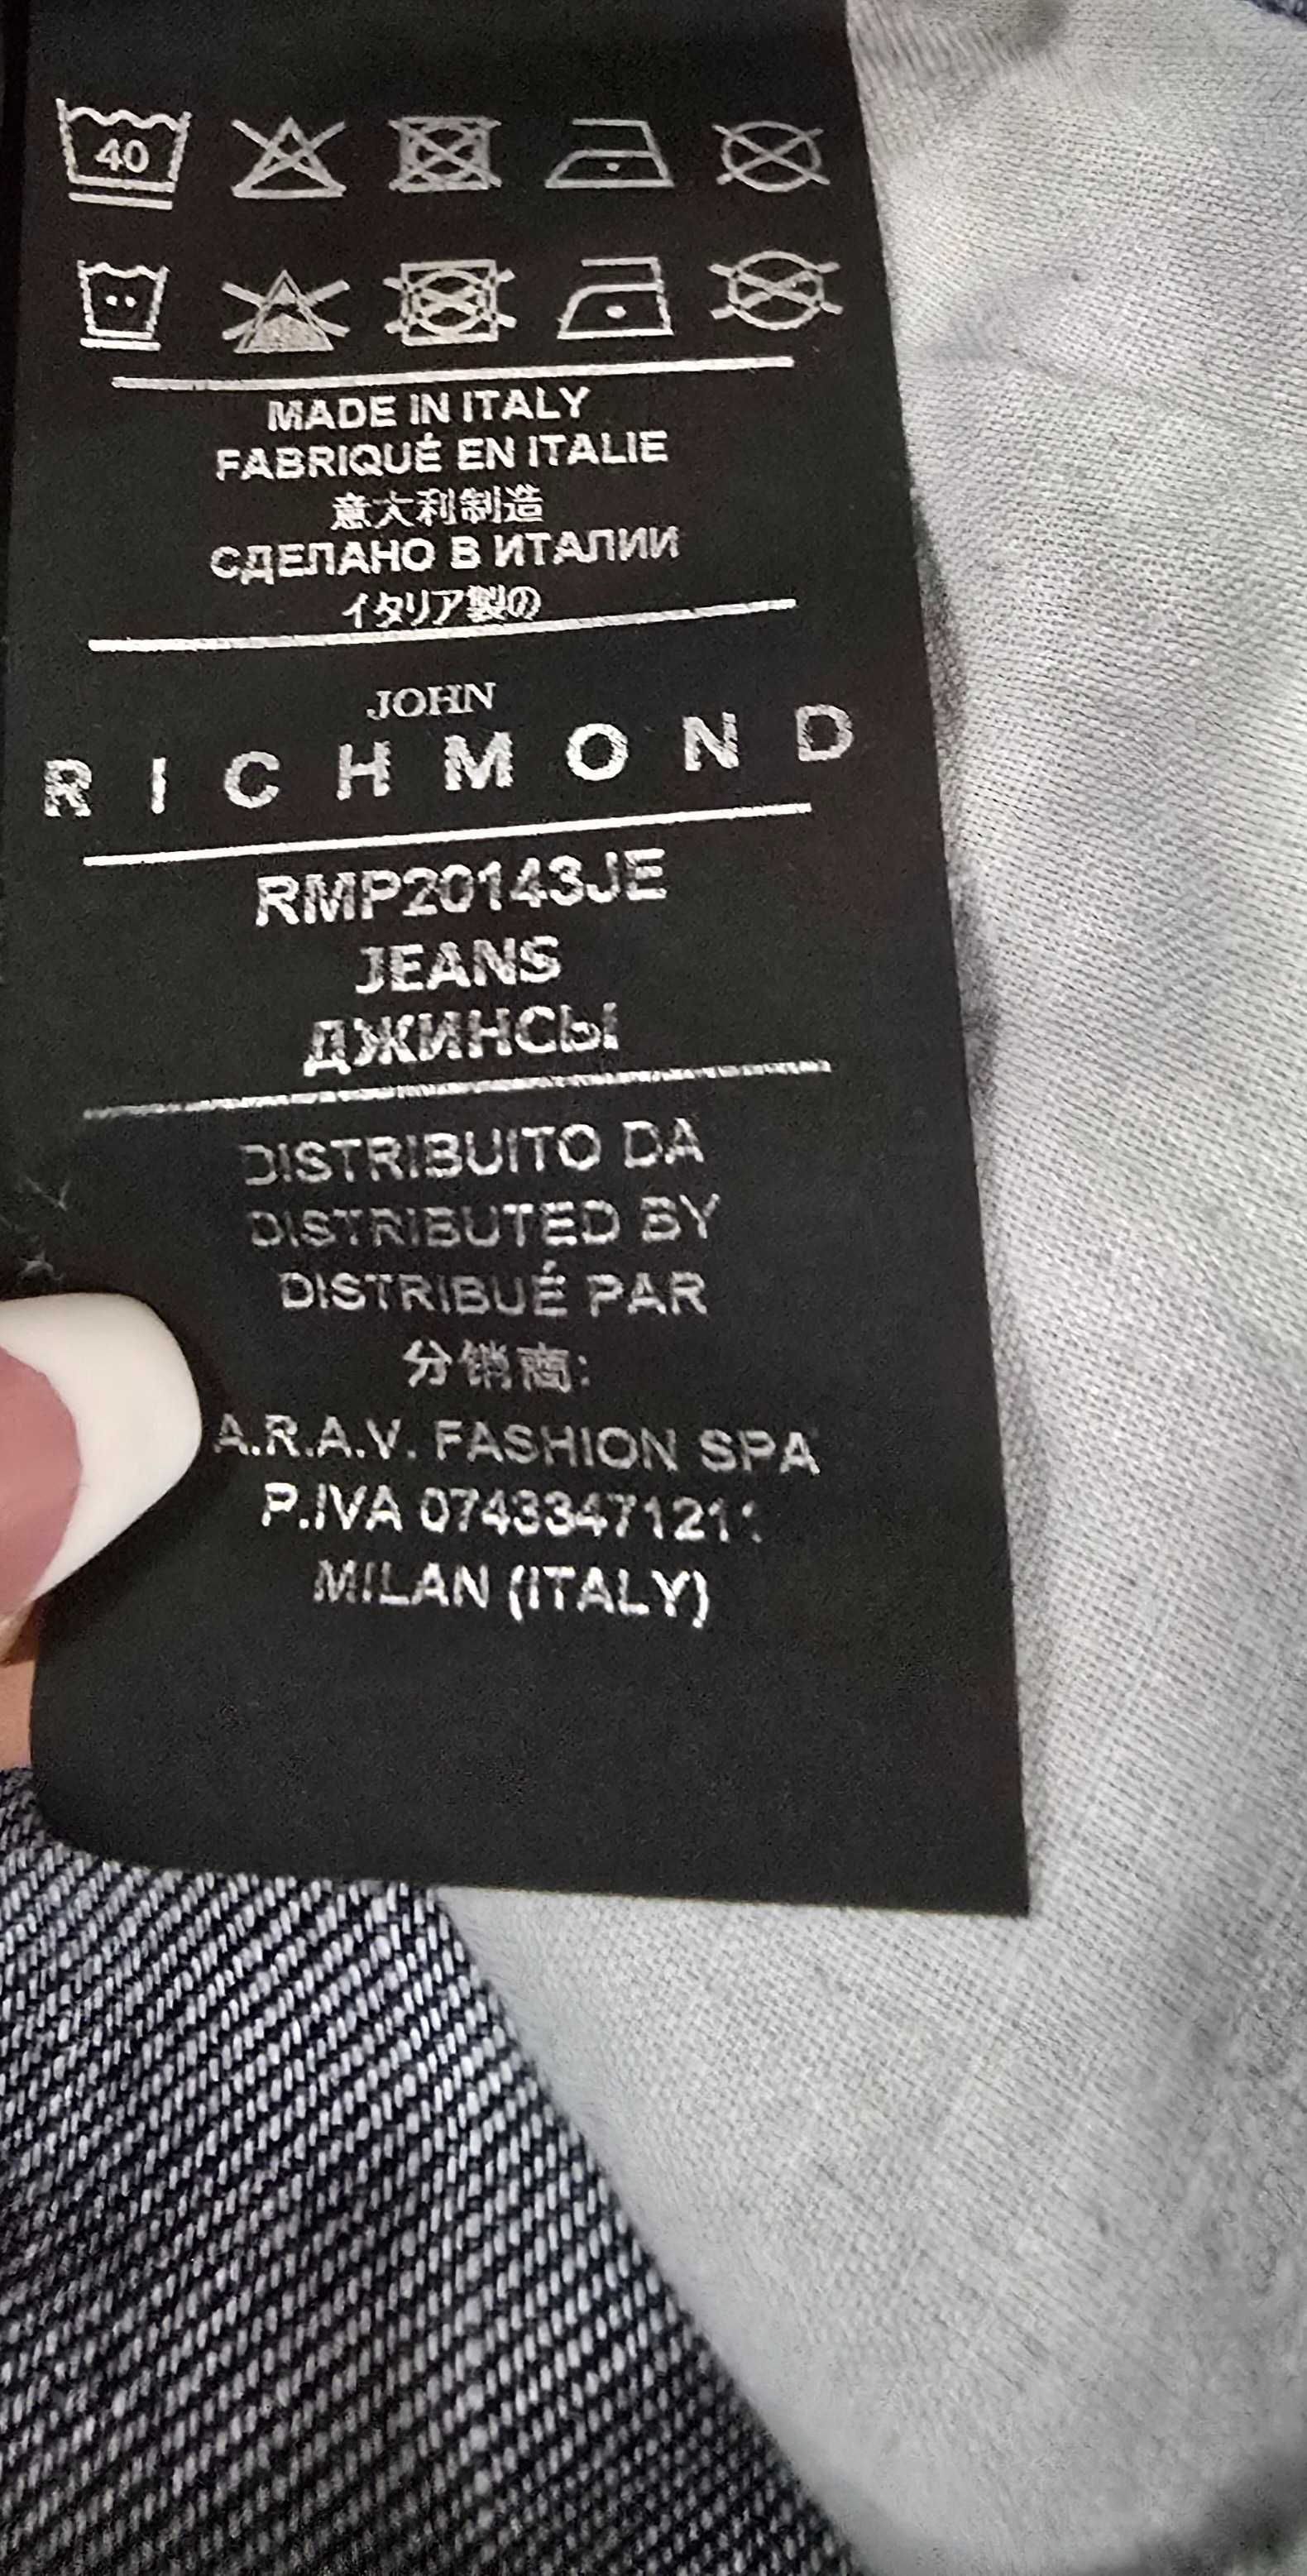 40
MADE IN ITALY
FABRIQUÉ EN ITALIE
意大利制造
СДЕЛАНО В ИТАЛИИ
イタリア製の
JOHN
RICHMOND
RMP20143JE
JEANS
ДЖИНСЫ
DISTRIBUITO DA
DISTRIBUTED BY
DISTRIBUÉ PAR
分销商:
A.R.A.V. FASHION SPA
P.IVA 07433471211
MILAN (ITALY)